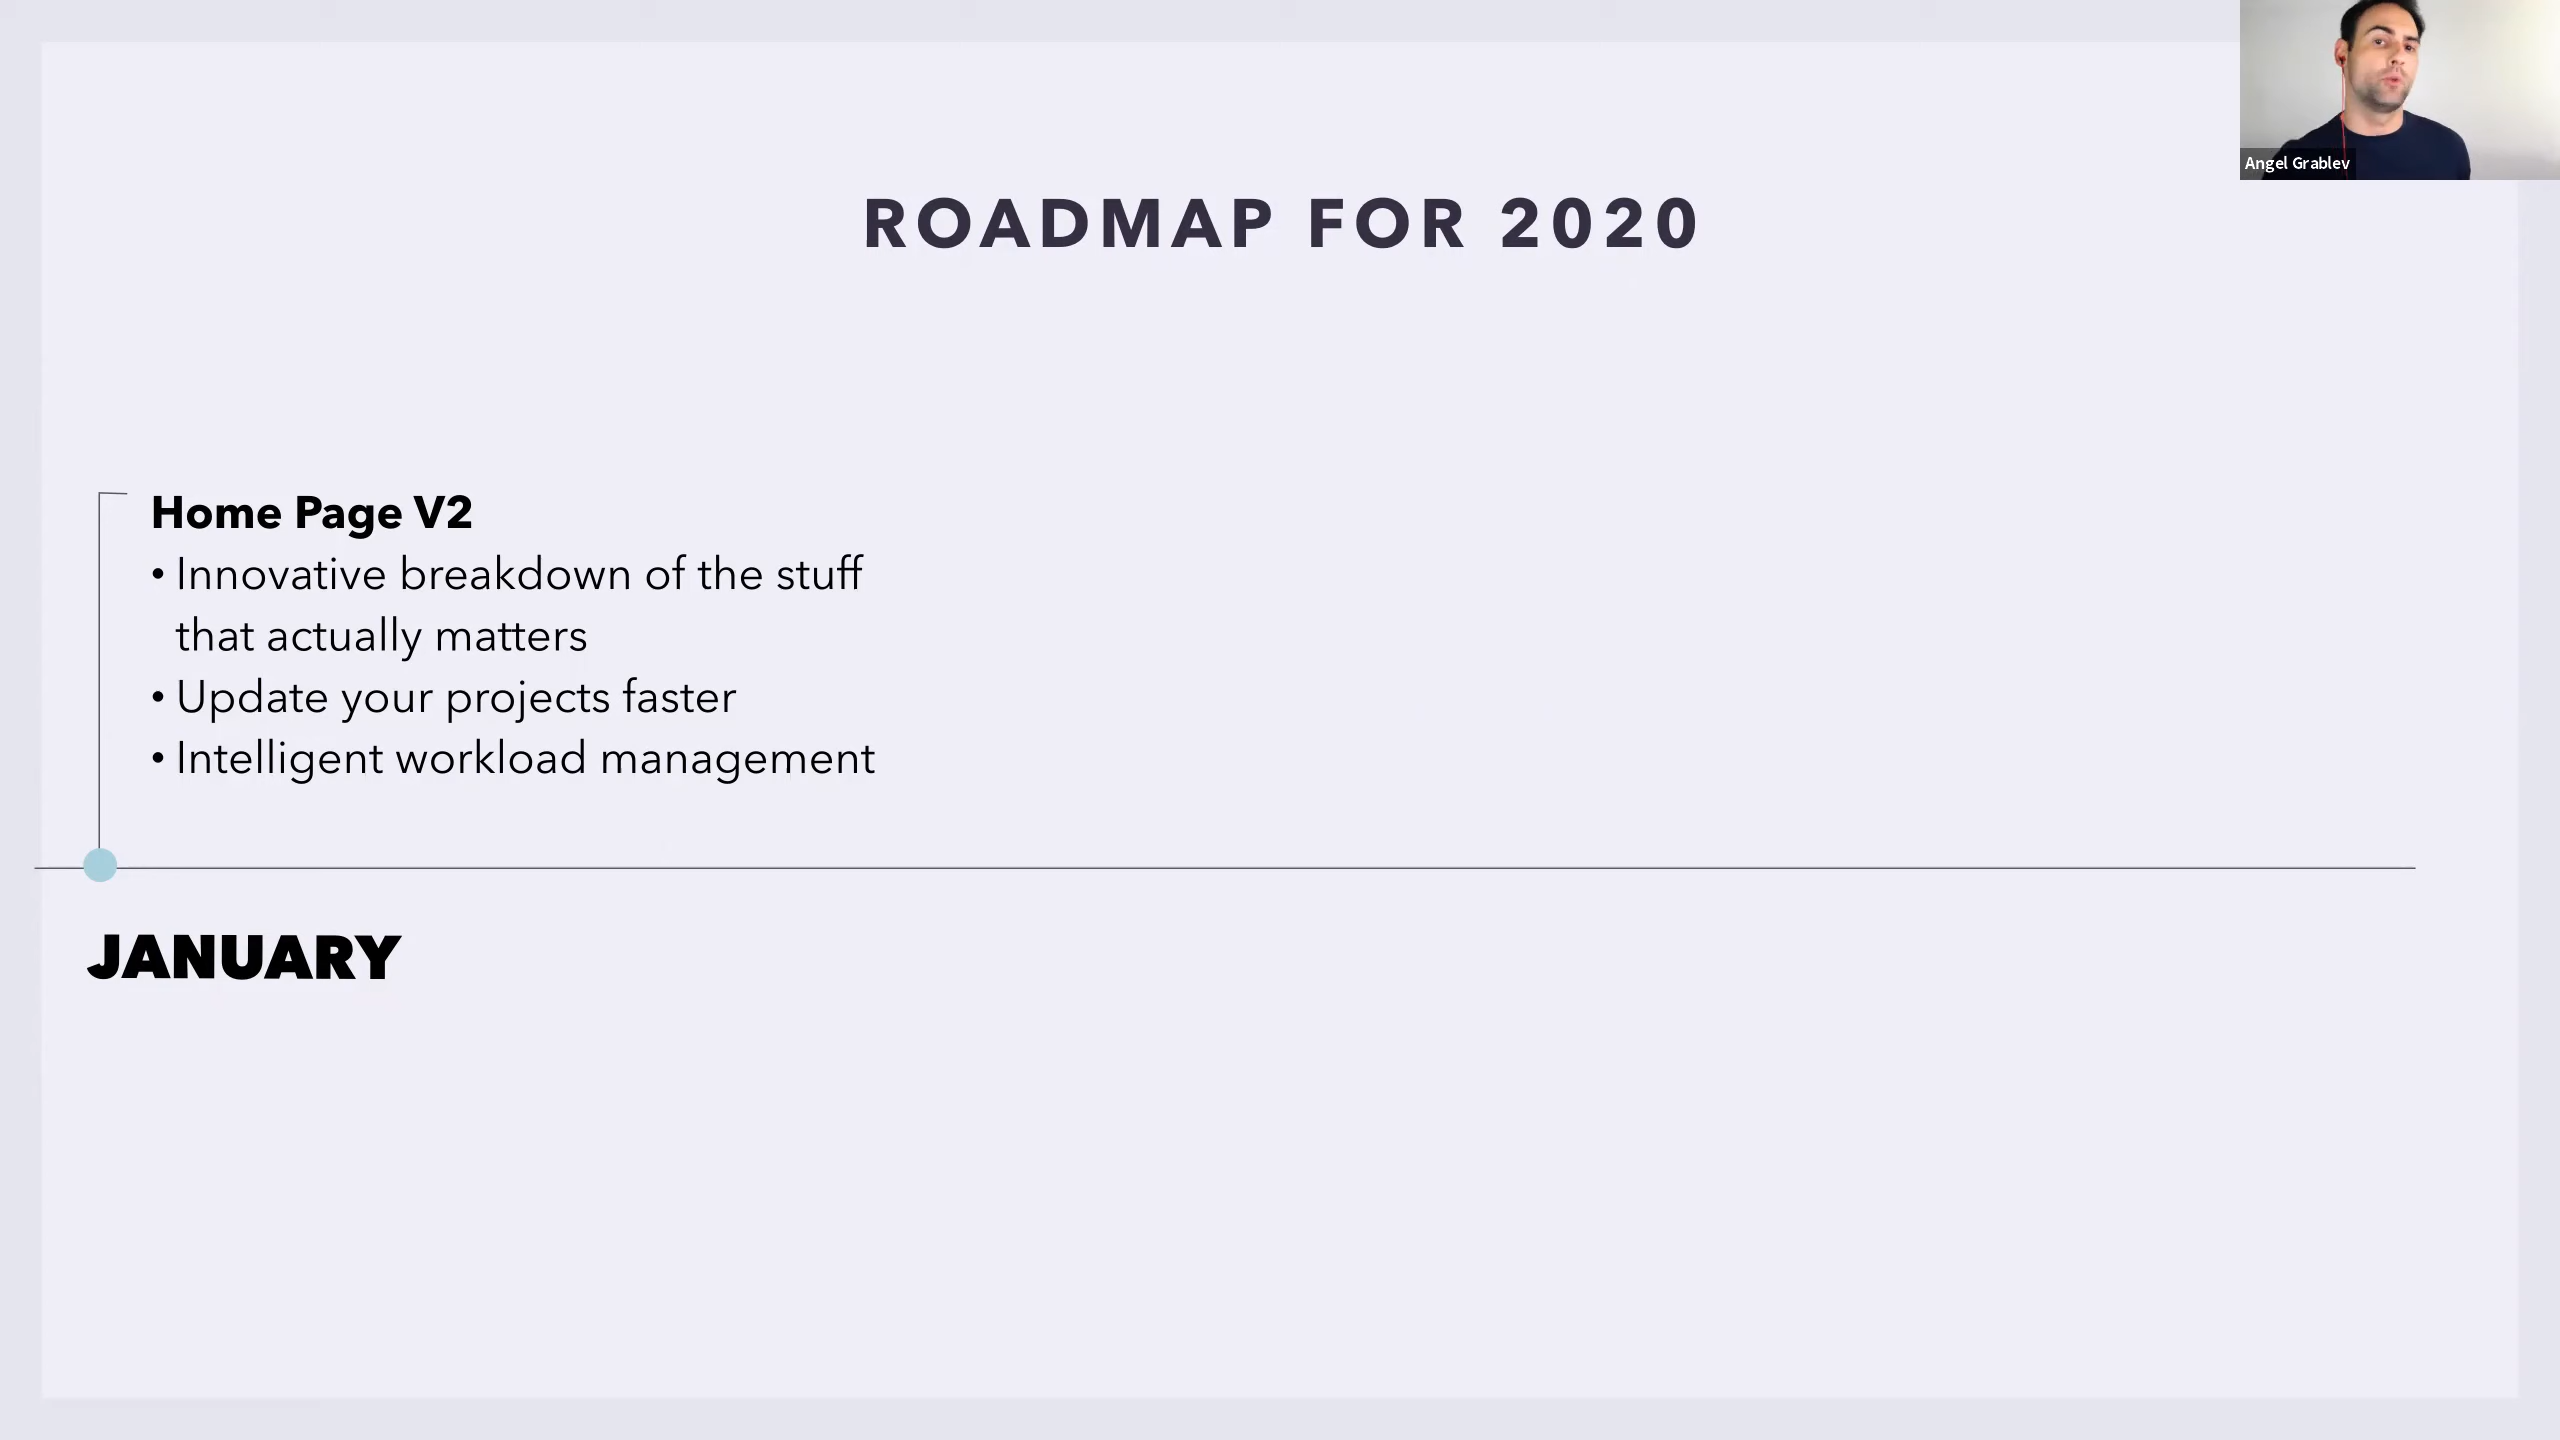 Angel Grablev
ROADMAP FOR 2020
Home Page V2
• Innovative breakdown of the stuff
that actually matters
• Update your projects faster
• Intelligent workload management
JANUARY